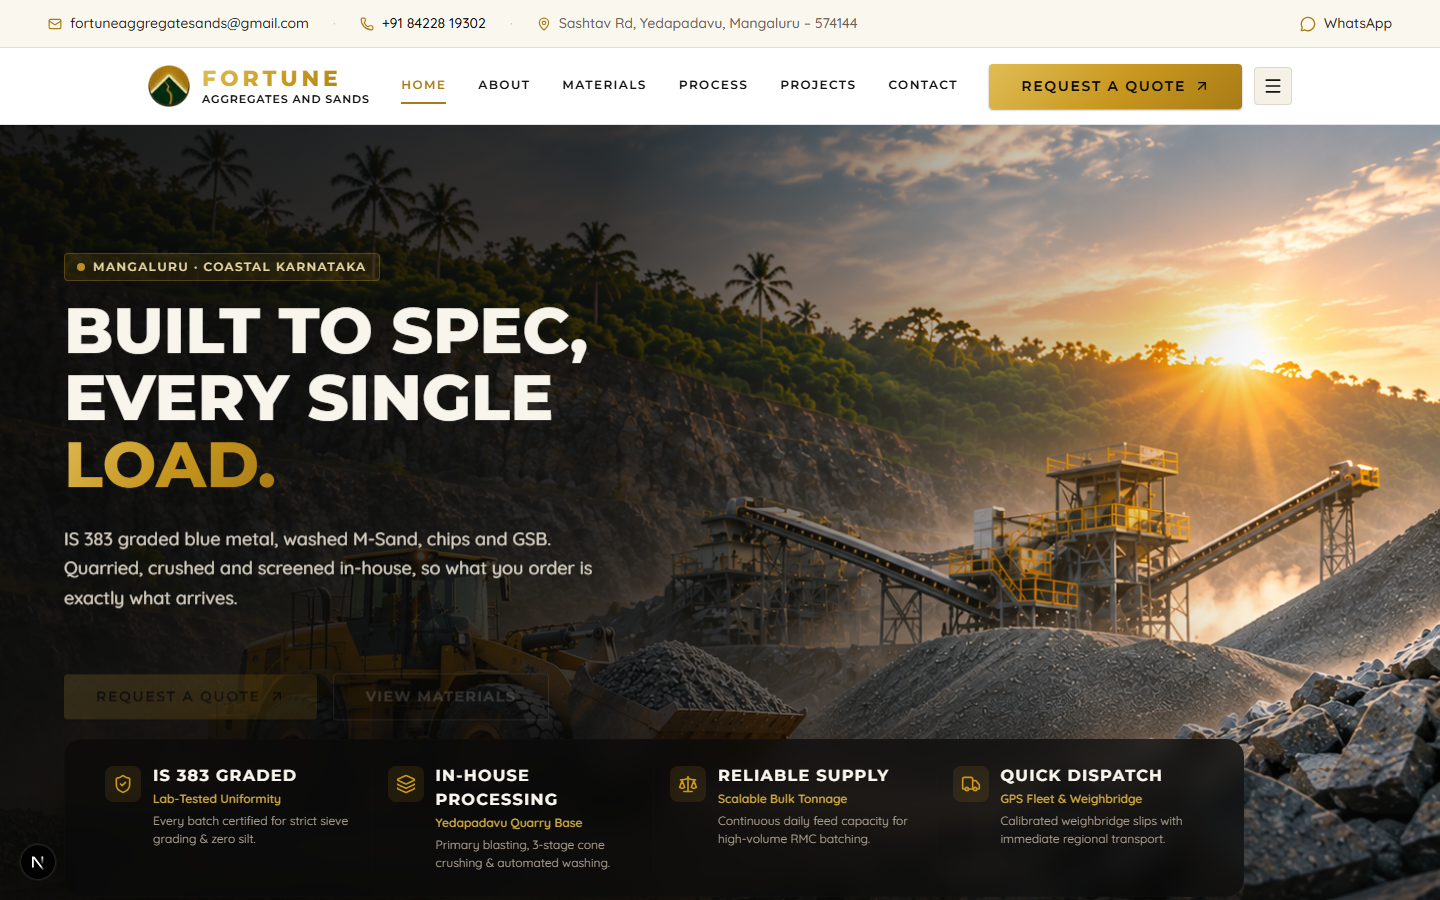 fortuneaggregatesands@gmail.com
+91 84228 19302
Sashtav Rd, Yedapadavu, Mangaluru – 574144
WhatsApp
FORTUNE
AGGREGATES AND SANDS
HOME
ABOUT
MATERIALS
PROCESS
PROJECTS
CONTACT
REQUEST A QUOTE
MANGALURU · COASTAL KARNATAKA
BUILT TO SPEC,
EVERY SINGLE
LOAD.
IS 383 graded blue metal, washed M-Sand, chips and GSB.
Quarried, crushed and screened in-house, so what you order is
exactly what arrives.
REQUEST A QUOTE
VIEW MATERIALS
IS 383 GRADED
Lab-Tested Uniformity
Every batch certified for strict sieve
grading & zero silt.
IN-HOUSE
PROCESSING
Yedapadavu Quarry Base
Primary blasting, 3-stage cone
crushing & automated washing.
RELIABLE SUPPLY
Scalable Bulk Tonnage
Continuous daily feed capacity for
high-volume RMC batching.
QUICK DISPATCH
GPS Fleet & Weighbridge
Calibrated weighbridge slips with
immediate regional transport.
N